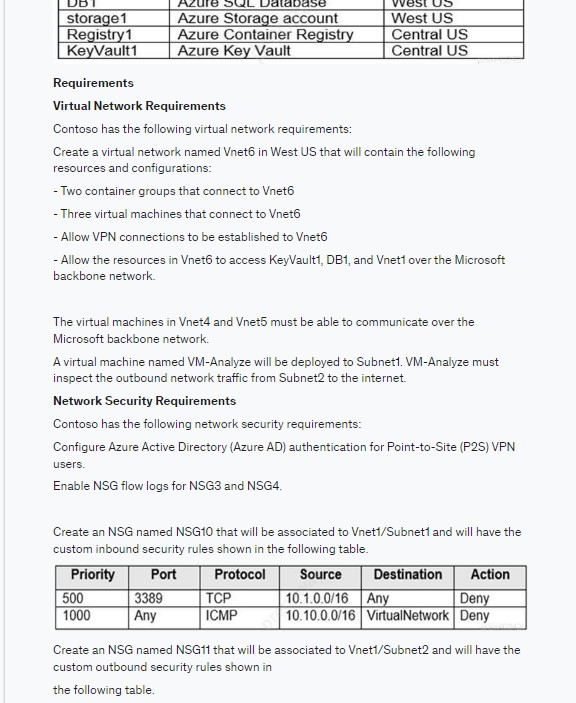 DB1 Azure SQL Database West US
storage1 Azure Storage account West US
Registry1 Azure Container Registry Central US
KeyVault1 Azure Key Vault Central US
Requirements
Virtual Network Requirements
Contoso has the following virtual network requirements:
Create a virtual network named Vnet6 in West US that will contain the following
resources and configurations:
- Two container groups that connect to Vnet6
- Three virtual machines that connect to Vnet6
- Allow VPN connections to be established to Vnet6
- Allow the resources in Vnet6 to access KeyVault1, DB1, and Vnet1 over the Microsoft
backbone network.
The virtual machines in Vnet4 and Vnet5 must be able to communicate over the
Microsoft backbone network.
A virtual machine named VM-Analyze will be deployed to Subnet1. VM-Analyze must
inspect the outbound network traffic from Subnet2 to the internet.
Network Security Requirements
Contoso has the following network security requirements:
Configure Azure Active Directory (Azure AD) authentication for Point-to-Site (P2S) VPN
users.
Enable NSG flow logs for NSG3 and NSG4.
Create an NSG named NSG10 that will be associated to Vnet1/Subnet1 and will have the
custom inbound security rules shown in the following table.
Priority Port Protocol Source Destination Action
500 3389 TCP 10.1.0.0/16 Any Deny
1000 Any ICMP 10.10.0.0/16 VirtualNetwork Deny
Create an NSG named NSG11 that will be associated to Vnet1/Subnet2 and will have the
custom outbound security rules shown in
the following table.